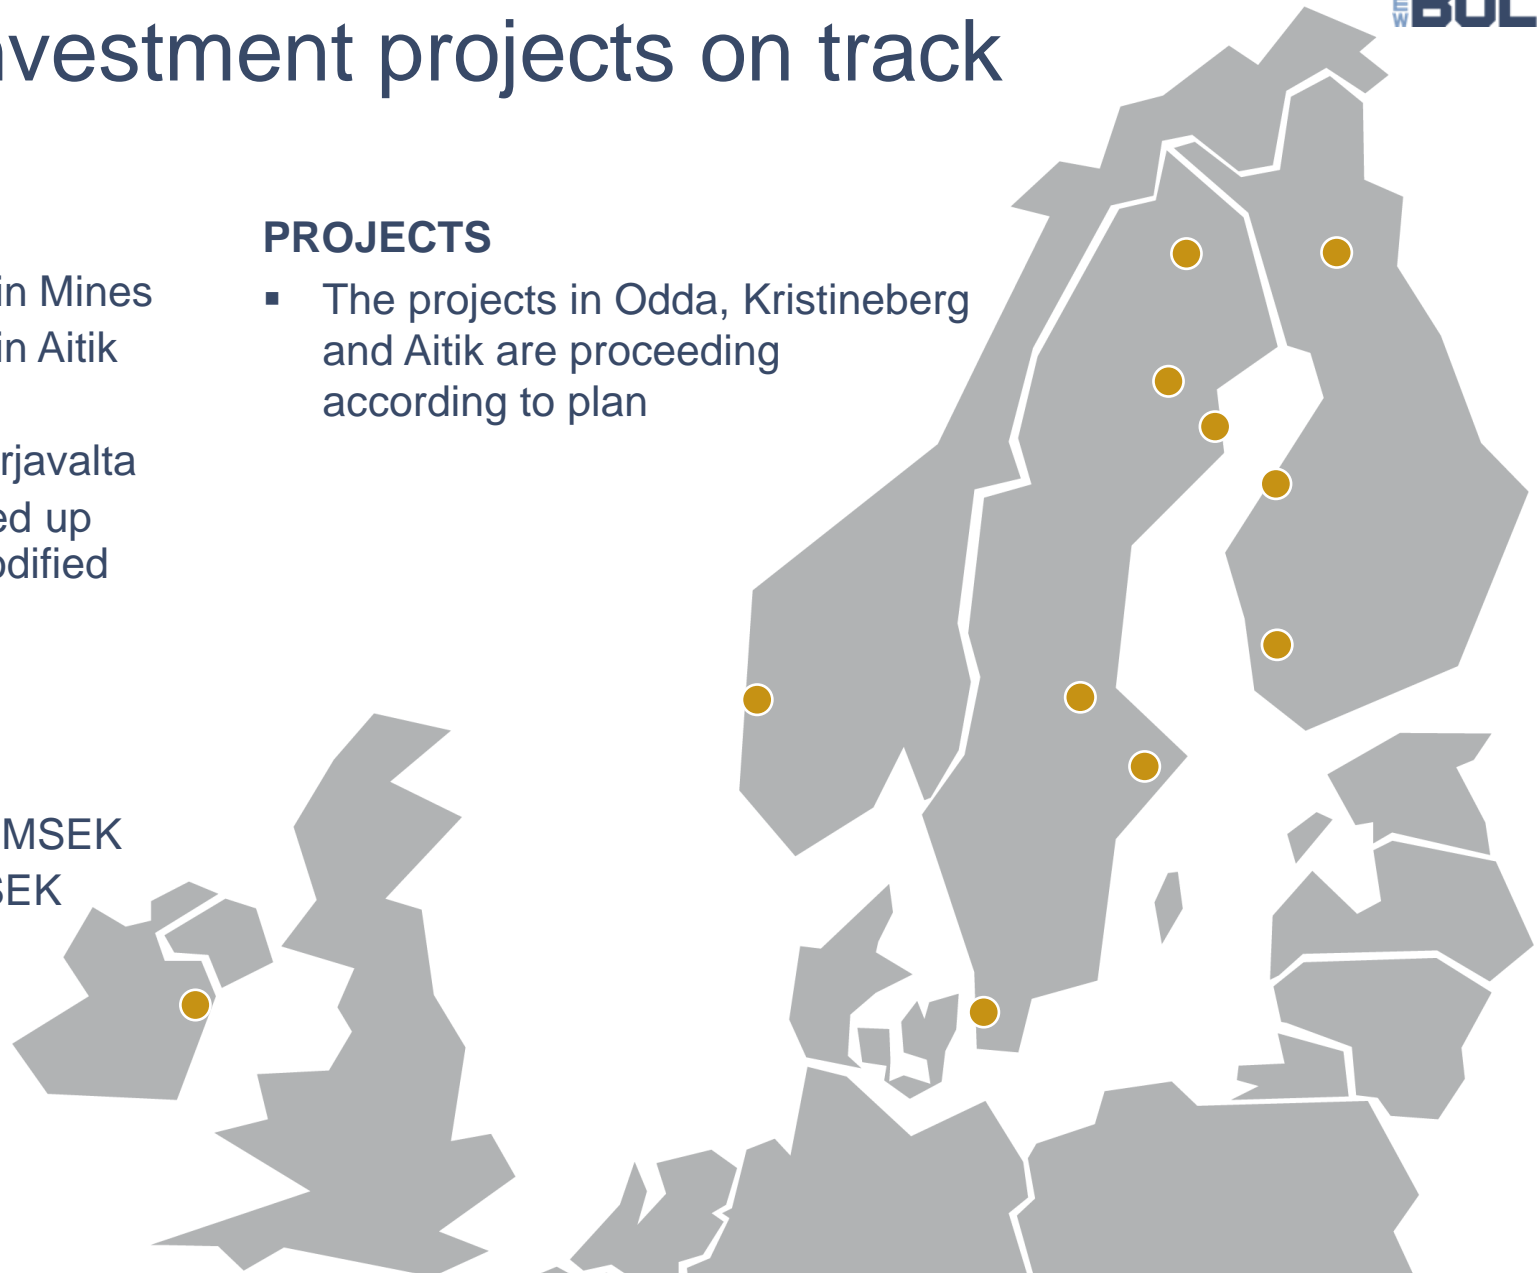 nvestment projects on track
in Mines
in Aitik
rjavalta
ed up
odified
MSEK
SEK
PROJECTS
▪ The projects in Odda, Kristineberg
and Aitik are proceeding
according to plan